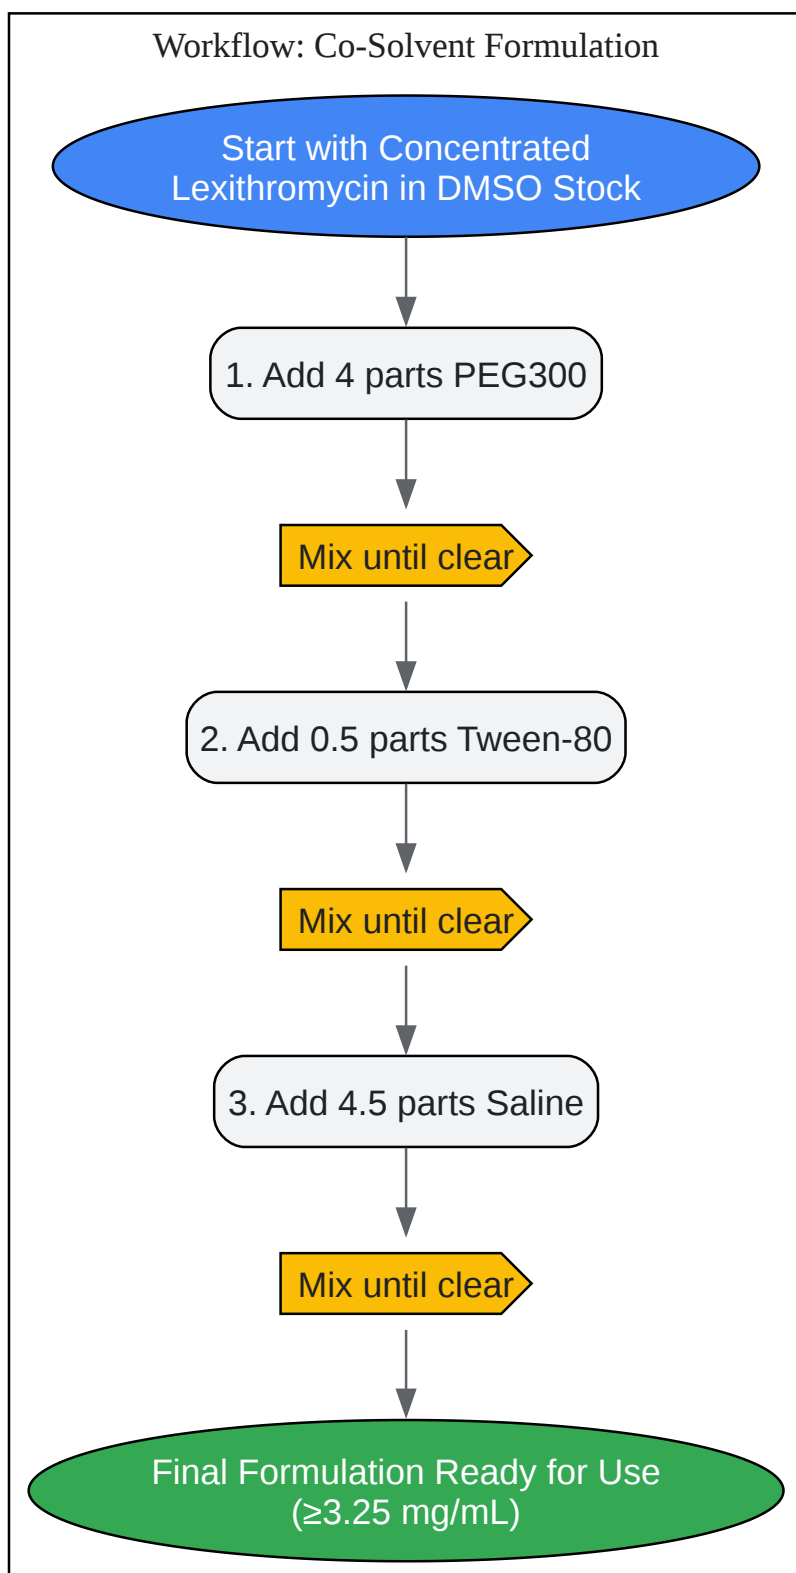 Workflow: Co-Solvent Formulation
Start with Concentrated
Lexithromycin in DMSO Stock
1. Add 4 parts PEG300
Mix until clear
2. Add 0.5 parts Tween-80
Mix until clear
3. Add 4.5 parts Saline
Mix until clear
Final Formulation Ready for Use
(≥3.25 mg/mL)